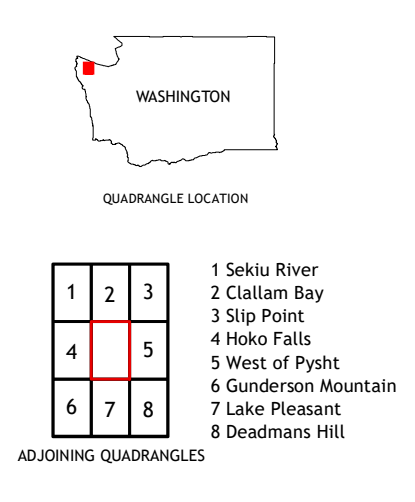 WASHINGTON
QUADRANGLE LOCATION
1 2 3
4 5
6 7 8
ADJOINING QUADRANGLES
1 Sekiu River
2 Clallam Bay
3 Slip Point
4 Hoko Falls
5 West of Pysht
6 Gunderson Mountain
7 Lake Pleasant
8 Deadmans Hill